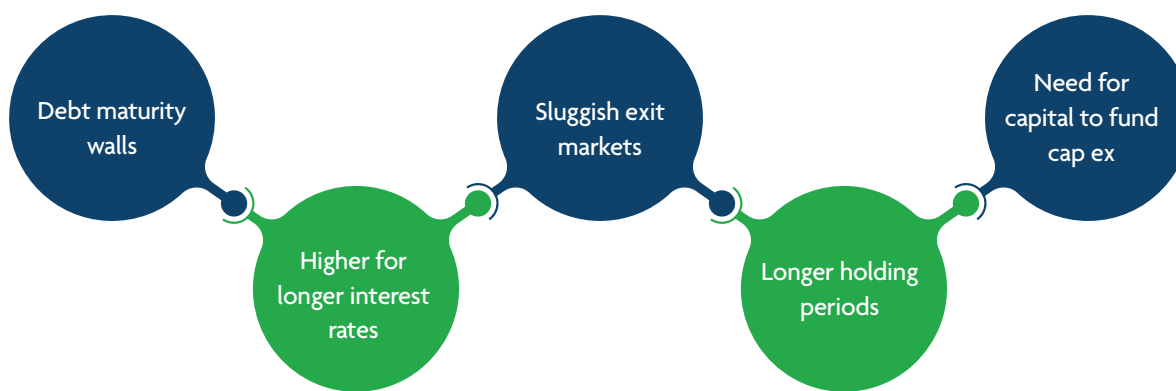 Debt maturity
walls
Higher for
longer interest
rates
Sluggish exit
markets
Longer holding
periods
Need for
capital to fund
cap ex